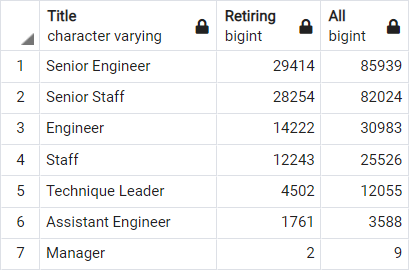 Title Retiring All
character varying bigint bigint
1 Senior Engineer 29414 85939
2 Senior Staff 28254 82024
3 Engineer 14222 30983
4 Staff 12243 25526
5 Technique Leader 4502 12055
6 Assistant Engineer 1761 3588
7 Manager 2 9